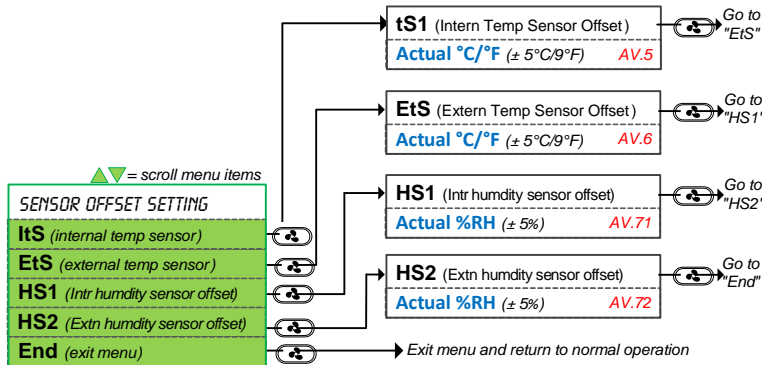 tS1 (Intern Temp Sensor Offset)
Actual °C/°F (± 5°C/9°F) AV.5
Go to
"EtS"
EtS (Extern Temp Sensor Offset)
Actual °C/°F (± 5°C/9°F) AV.6
Go to
"HS1"
HS1 (Intr humdity sensor offset)
Actual %RH (± 5%) AV.71
Go to
"HS2"
HS2 (Extn humdity sensor offset)
Actual %RH (± 5%) AV.72
Go to
"End"
= scroll menu items
SENSOR OFFSET SETTING
ItS (internal temp sensor)
EtS (external temp sensor)
HS1 (Intr humdity sensor offset)
HS2 (Extn humdity sensor offset)
End (exit menu)
Exit menu and return to normal operation